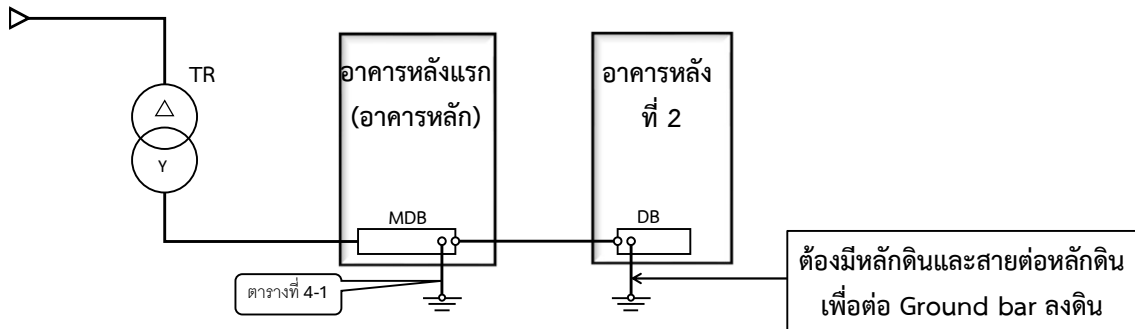 TR
△
Y
อาคารหลังแรก
(อาคารหลัก)
MDB
ตารางที่ 4-1
อาคารหลัง
ที่ 2
DB
ต้องมีหลักดินและสายต่อหลักดิน
เพื่อต่อ Ground bar ลงดิน